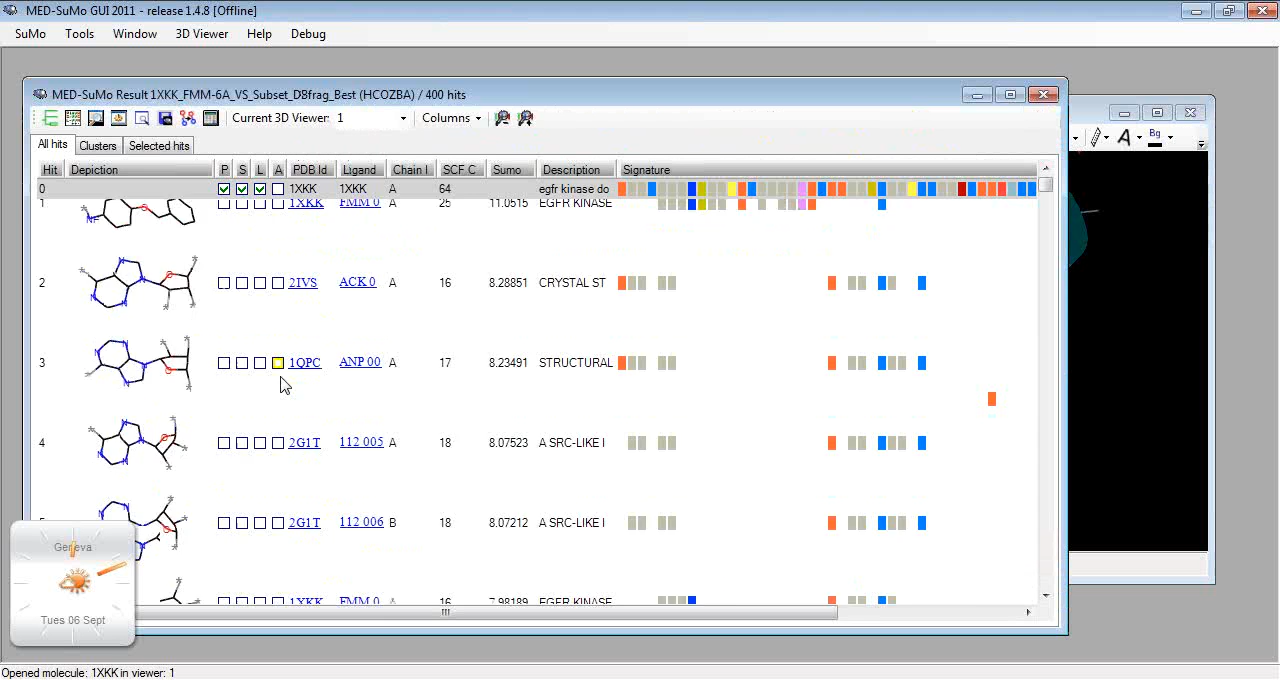 MED-SuMo GUI 2011 - release 1.4.8 [Offline]
SuMo Tools Window 3D Viewer Help Debug
MED-SuMo Result 1XKK_FMM-6A_VS_Subset_D8frag_Best (HCOZBA) / 400 hits
Current 3D Viewer: 1 Columns
A Bg
All hits Clusters Selected hits
Hit Depiction P S L A PDB Id Ligand Chain I SCF C Sumo Description Signature
0 1XKK 1XKK A 64 egfr kinase do
1 1XKK FMM 0 A 25 11.0515 EGFR KINASE
2 2IVS ACK 0 A 16 8.28851 CRYSTAL ST
3 1QPC ANP 00 A 17 8.23491 STRUCTURAL
4 2G1T 112 005 A 18 8.07523 A SRC-LIKE I
5 2G1T 112 006 B 18 8.07212 A SRC-LIKE I
1XKK FMM 0 A 16 7.98189 EGFR KINASE
Geneva
Tues 06 Sept
Opened molecule: 1XKK in viewer: 1